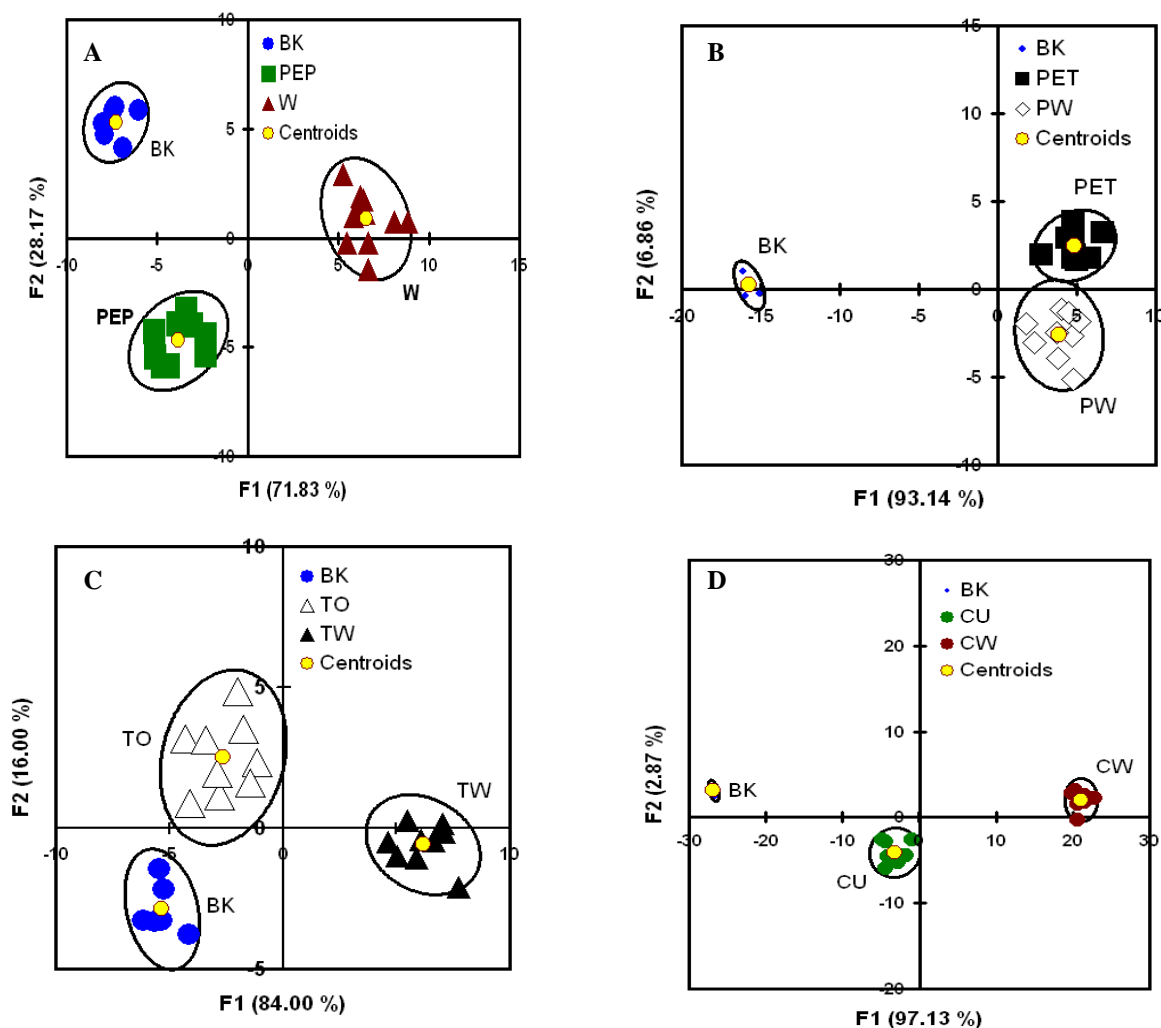 A
10
BK
PEP
W
Centroids
5
BK
0
-10
-5
0
5
10
15
PEP
-5
W
-10
F2 (28.17 %)
F1 (71.83 %)
B
15
BK
PET
PW
Centroids
10
5
PET
BK
0
-20
-15
-10
-5
0
5
-5
PW
-10
F2 (6.86 %)
F1 (93.14 %)
C
10
BK
TO
TW
Centroids
5
TO
TW
0
-5
0
10
BK
-5
F2 (16.00 %)
F1 (84.00 %)
D
30
BK
CU
CW
Centroids
20
10
CW
BK
0
-30
-20
-10
0
10
20
30
CU
-10
-20
F2 (2.87 %)
F1 (97.13 %)